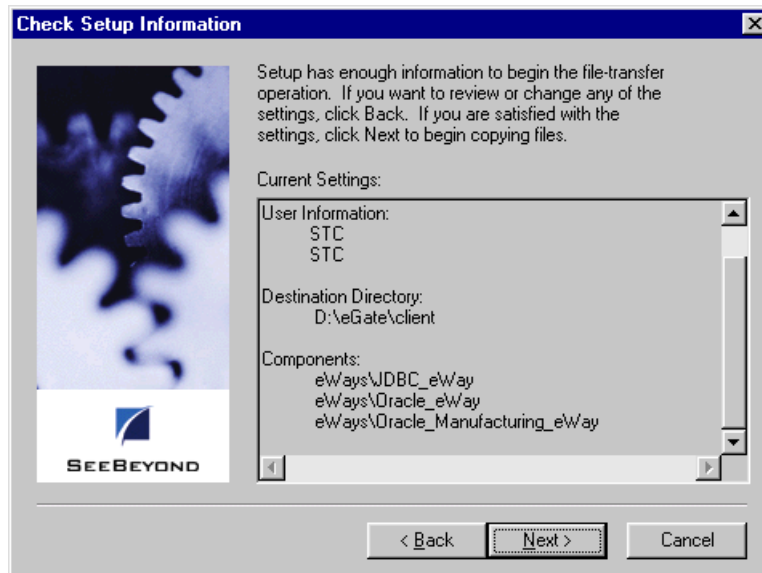 Check Setup Information
Setup has enough information to begin the file-transfer
operation. If you want to review or change any of the
settings, click Back. If you are satisfied with the
settings, click Next to begin copying files.
Current Settings:
User Information:
STC
STC
Destination Directory:
D:\eGate\client
Components:
eWays\JDBC_eWay
eWays\Oracle_eWay
eWays\Oracle_Manufacturing_eWay
SEEBEYOND
< Back
Next >
Cancel